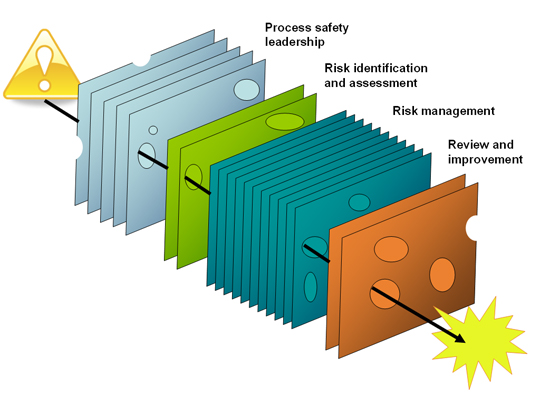 Process safety
leadership
Risk identification
and assessment
Risk management
Review and
improvement